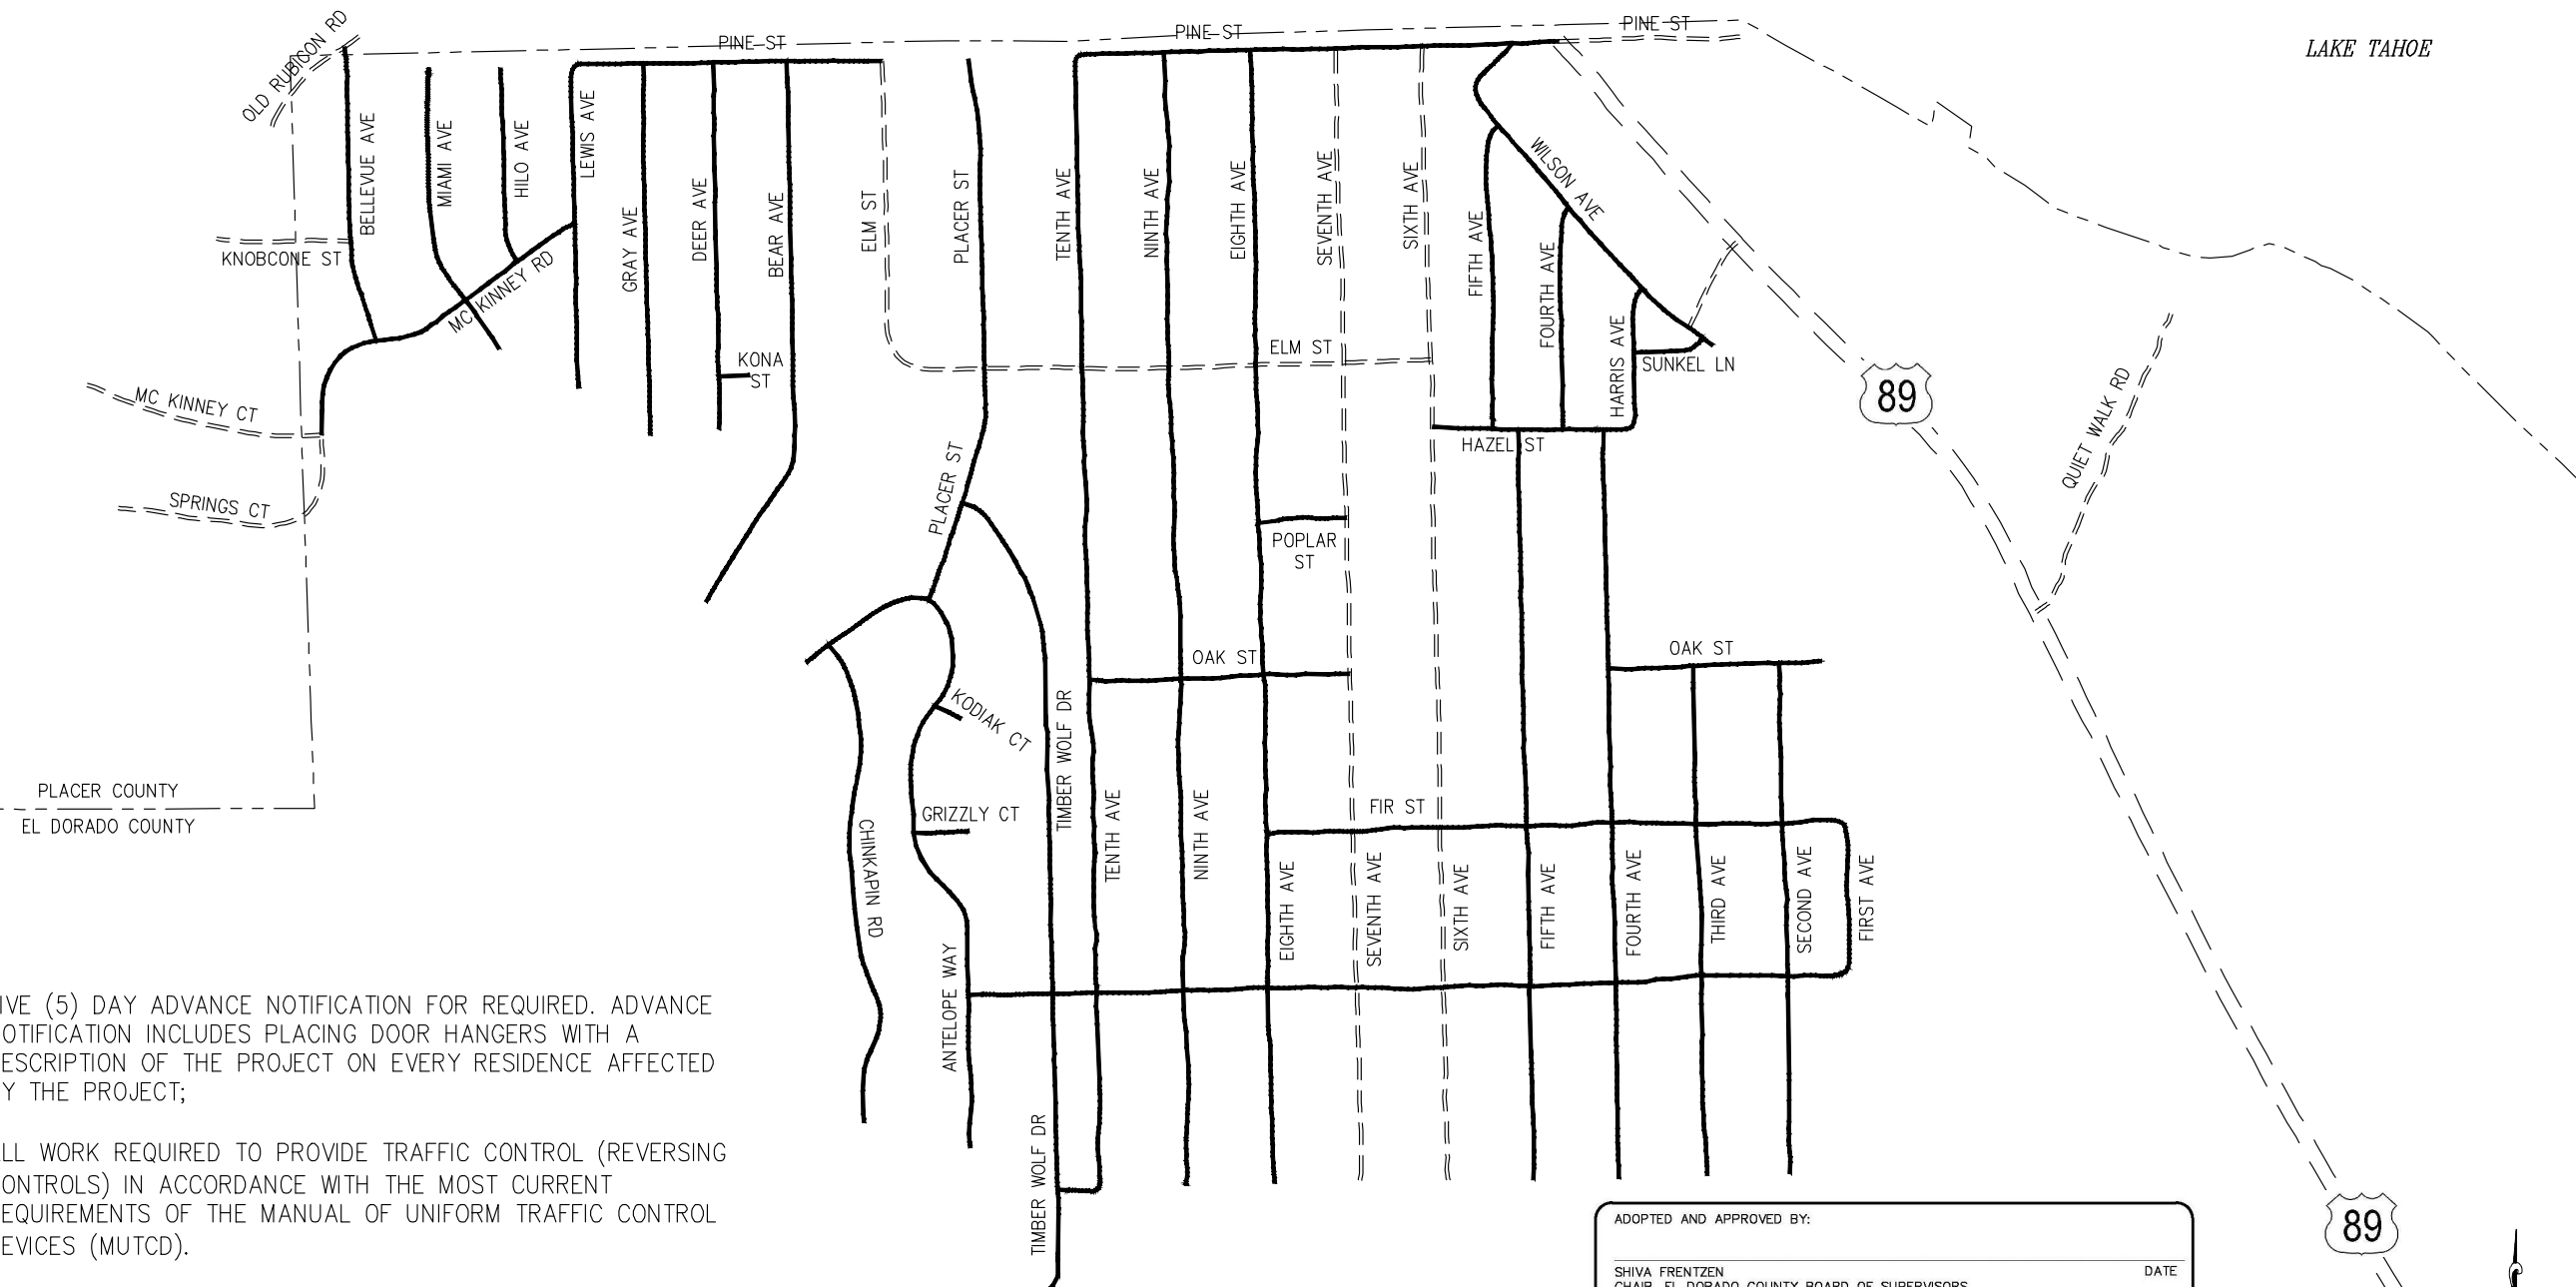 OLD RUBICON RD
PINE ST
PINE ST
PINE ST
LAKE TAHOE
BELLEVUE AVE
MIAMI AVE
HILO AVE
LEWIS AVE
GRAY AVE
DEER AVE
BEAR AVE
ELM ST
PLACER ST
TENTH AVE
NINTH AVE
EIGHTH AVE
SEVENTH AVE
SIXTH AVE
FIFTH AVE
FOURTH AVE
WILSON AVE
HARRIS AVE
KNOBCONE ST
MC KINNEY RD
KONA
ST
ELM ST
SUNKEL LN
89
MC KINNEY CT
QUIET WALK RD
HAZEL ST
PLACER ST
SPRINGS CT
POPLAR
ST
OAK ST
OAK ST
KODIAK CT
TIMBER WOLF DR
PLACER COUNTY
EL DORADO COUNTY
GRIZZLY CT
FIR ST
CHINKAPIN RD
TENTH AVE
NINTH AVE
EIGHTH AVE
SEVENTH AVE
SIXTH AVE
FIFTH AVE
FOURTH AVE
THIRD AVE
SECOND AVE
FIRST AVE
ANTELOPE WAY
IVE (5) DAY ADVANCE NOTIFICATION FOR REQUIRED. ADVANCE
OTIFICATION INCLUDES PLACING DOOR HANGERS WITH A
ESCRIPTION OF THE PROJECT ON EVERY RESIDENCE AFFECTED
Y THE PROJECT;
LL WORK REQUIRED TO PROVIDE TRAFFIC CONTROL (REVERSING
ONTROLS) IN ACCORDANCE WITH THE MOST CURRENT
EQUIREMENTS OF THE MANUAL OF UNIFORM TRAFFIC CONTROL
EVICES (MUTCD).
TIMBER WOLF DR
ADOPTED AND APPROVED BY:
SHIVA FRENTZEN DATE
CHAIR, EL DORADO COUNTY BOARD OF SUPERVISORS
89